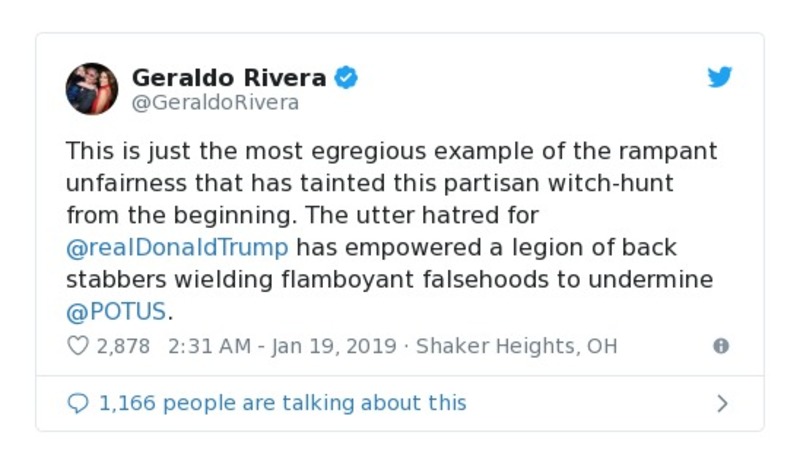 Geraldo Rivera
@GeraldoRivera
This is just the most egregious example of the rampant
unfairness that has tainted this partisan witch-hunt
from the beginning. The utter hatred for
@realDonaldTrump has empowered a legion of back
stabbers wielding flamboyant falsehoods to undermine
@POTUS.
2,878 2:31 AM - Jan 19, 2019 · Shaker Heights, OH
1,166 people are talking about this